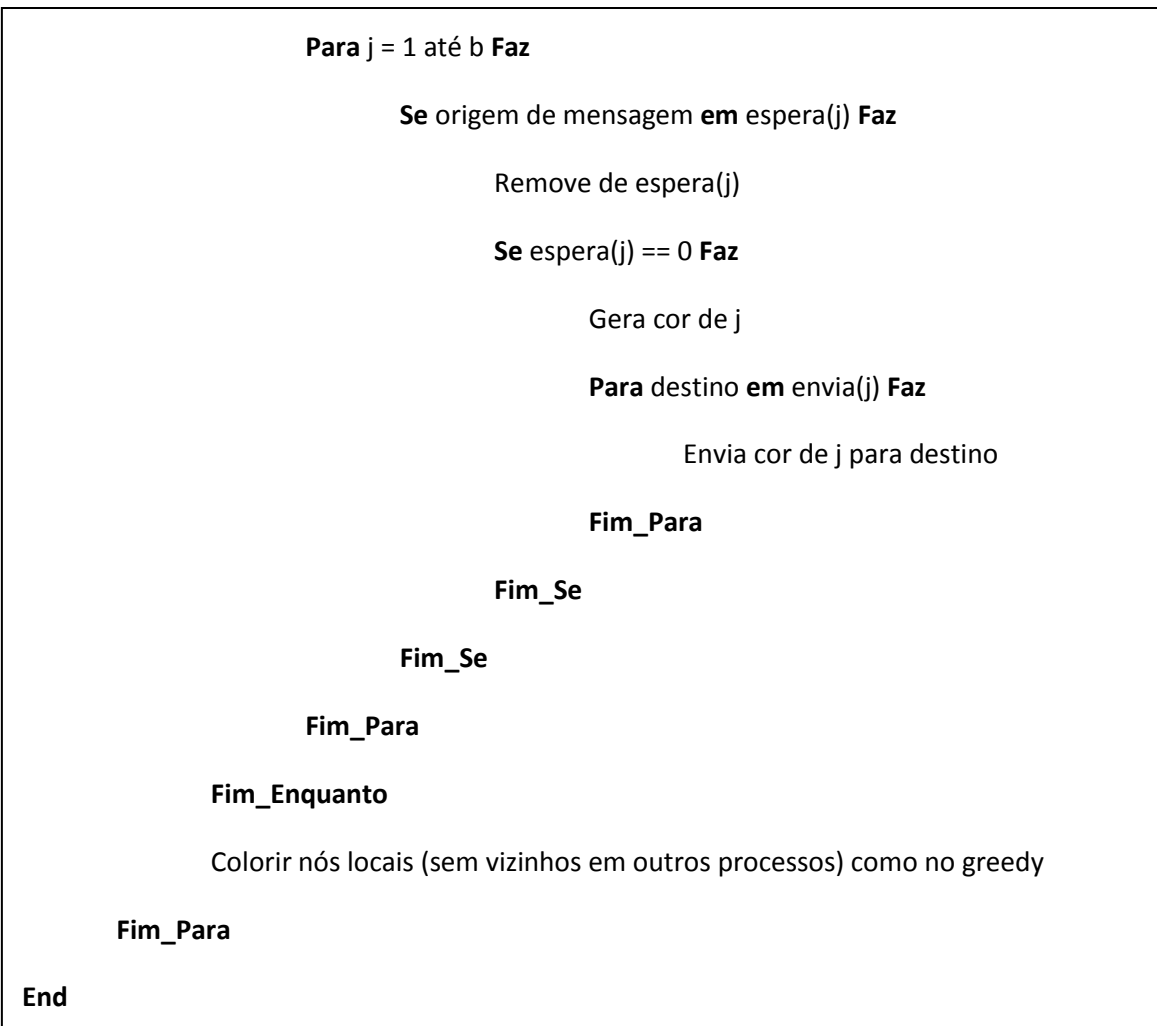 Para j = 1 até b Faz
Se origem de mensagem em espera(j) Faz
Remove de espera(j)
Se espera(j) == 0 Faz
Gera cor de j
Para destino em envia(j) Faz
Envia cor de j para destino
Fim_Para
Fim_Se
Fim_Se
Fim_Para
Fim_Enquanto
Colorir nós locais (sem vizinhos em outros processos) como no greedy
Fim_Para
End